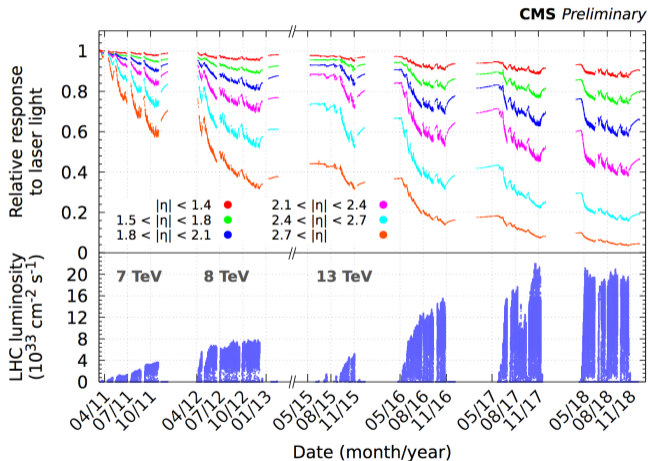 CMS Preliminary
Relative response
to laser light
1
0.8
0.6
0.4
0.2
0
|η| < 1.4
1.5 < |η| < 1.8
1.8 < |η| < 2.1
2.1 < |η| < 2.4
2.4 < |η| < 2.7
2.7 < |η|
LHC luminosity
(10³³ cm⁻² s⁻¹)
20
16
12
8
4
0
7 TeV
8 TeV
13 TeV
04/11
07/11
10/11
04/12
07/12
10/12
01/13
05/15
08/15
11/15
05/16
08/16
11/16
05/17
08/17
11/17
05/18
08/18
11/18
Date (month/year)